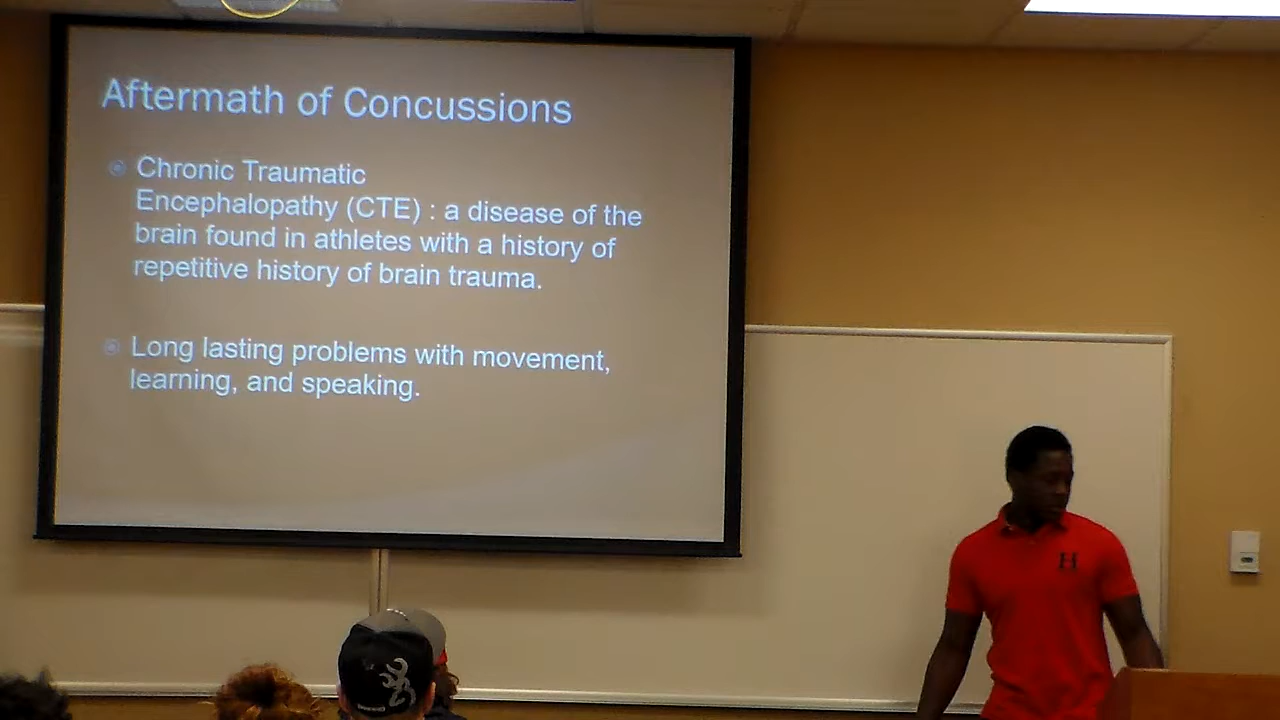 Aftermath of Concussions
Chronic Traumatic
Encephalopathy (CTE) : a disease of the
brain found in athletes with a history of
repetitive history of brain trauma.
Long lasting problems with movement,
learning, and speaking.
H